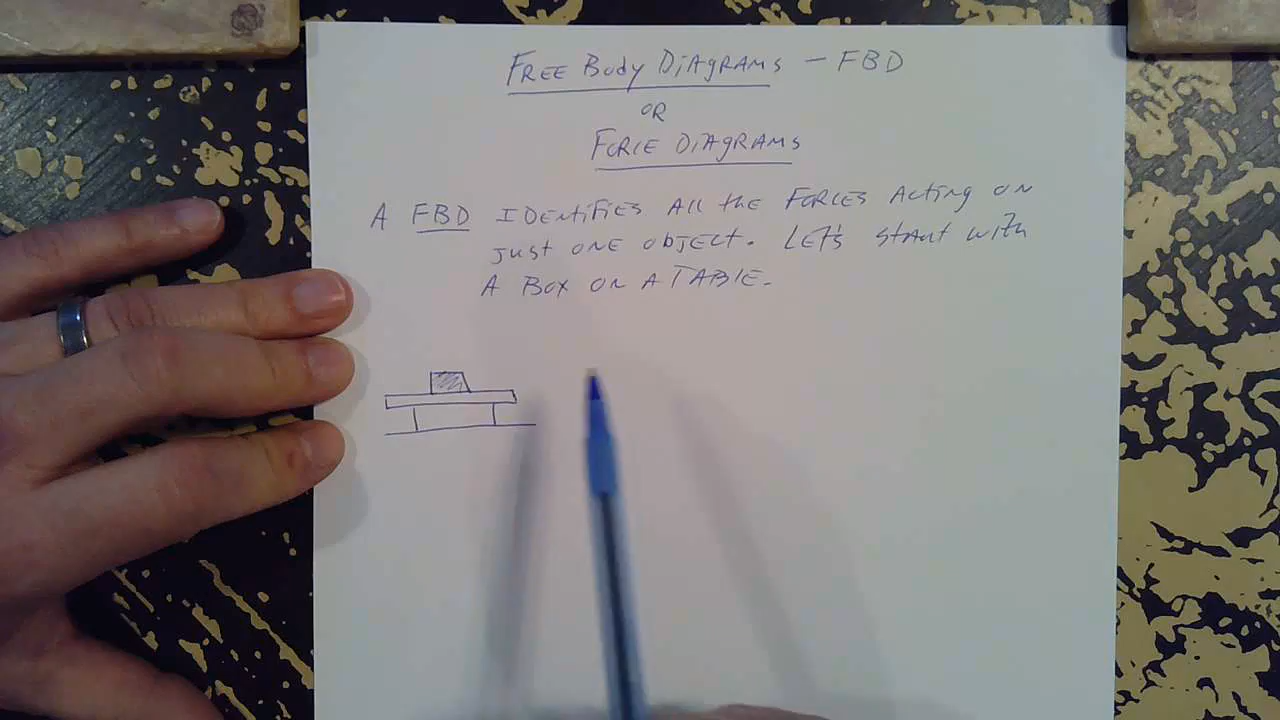 FREE BODY DIAGRAMS - FBD
OR
FORCE DIAGRAMS
A FBD IDENTIFIES ALL THE FORCES ACTING ON
JUST ONE OBJECT. LET'S START WITH
A BOX ON A TABLE.